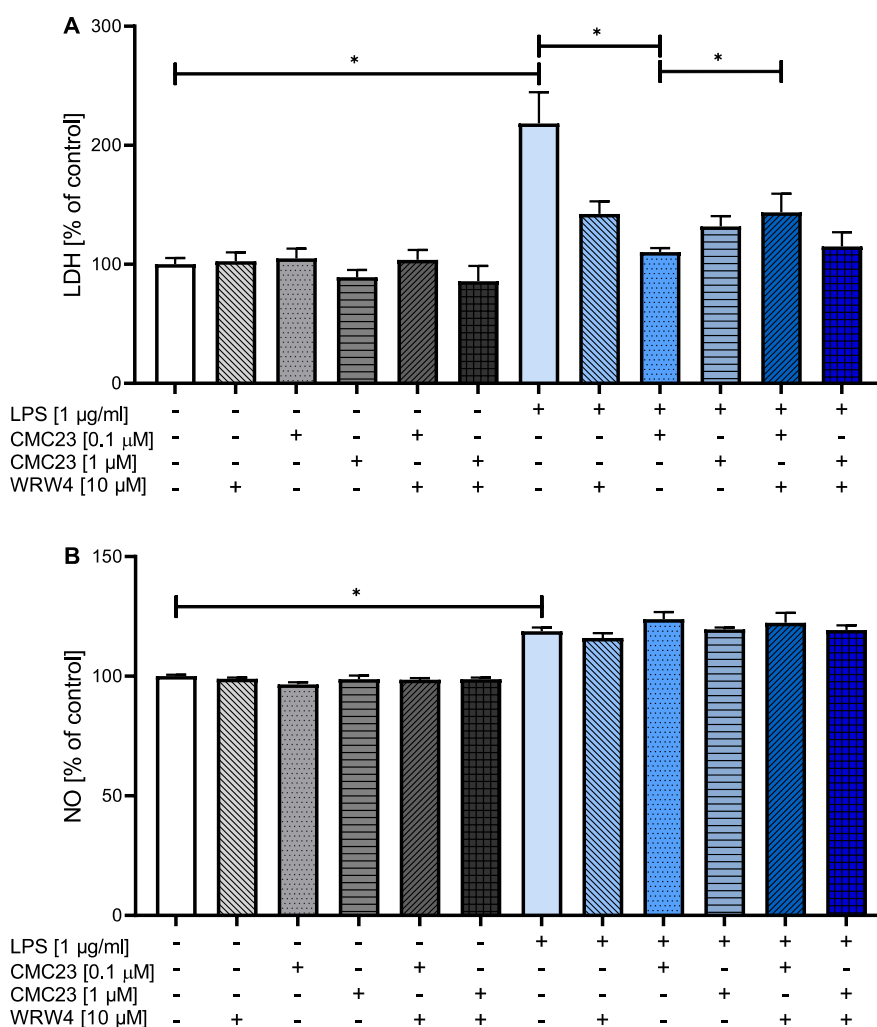 A
300
200
100
0
LDH [% of control]
* * *
LPS [1 µg/ml] - - - - - - + + + + + +
CMC23 [0.1 µM] - - + - + - - - + - + -
CMC23 [1 µM] - - - + - + - - - + - +
WRW4 [10 µM] - + - - + + - + - - + +
B
150
100
50
0
NO [% of control]
*
LPS [1 µg/ml] - - - - - - + + + + + +
CMC23 [0.1 µM] - - + - + - - - + - + -
CMC23 [1 µM] - - - + - + - - - + - +
WRW4 [10 µM] - + - - + + - + - - + +